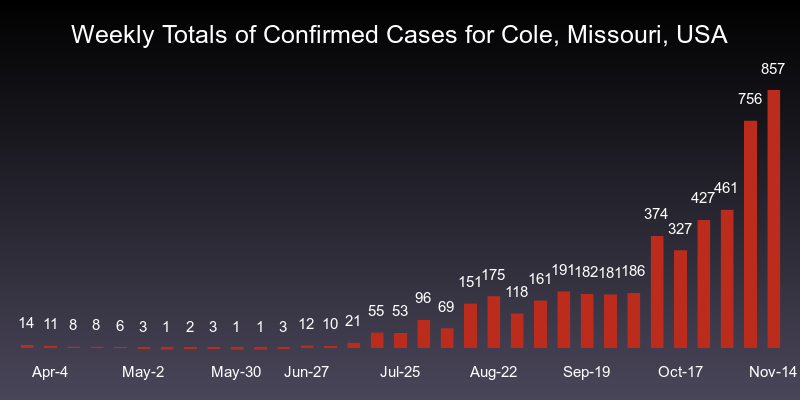 Weekly Totals of Confirmed Cases for Cole, Missouri, USA
14 11 8 8 6 3 1 2 3 1 1 3 12 10 21 55 53 96 69 151 175 118 161 191 182 181 186 374 327 427 461 756 857
Apr-4 May-2 May-30 Jun-27 Jul-25 Aug-22 Sep-19 Oct-17 Nov-14